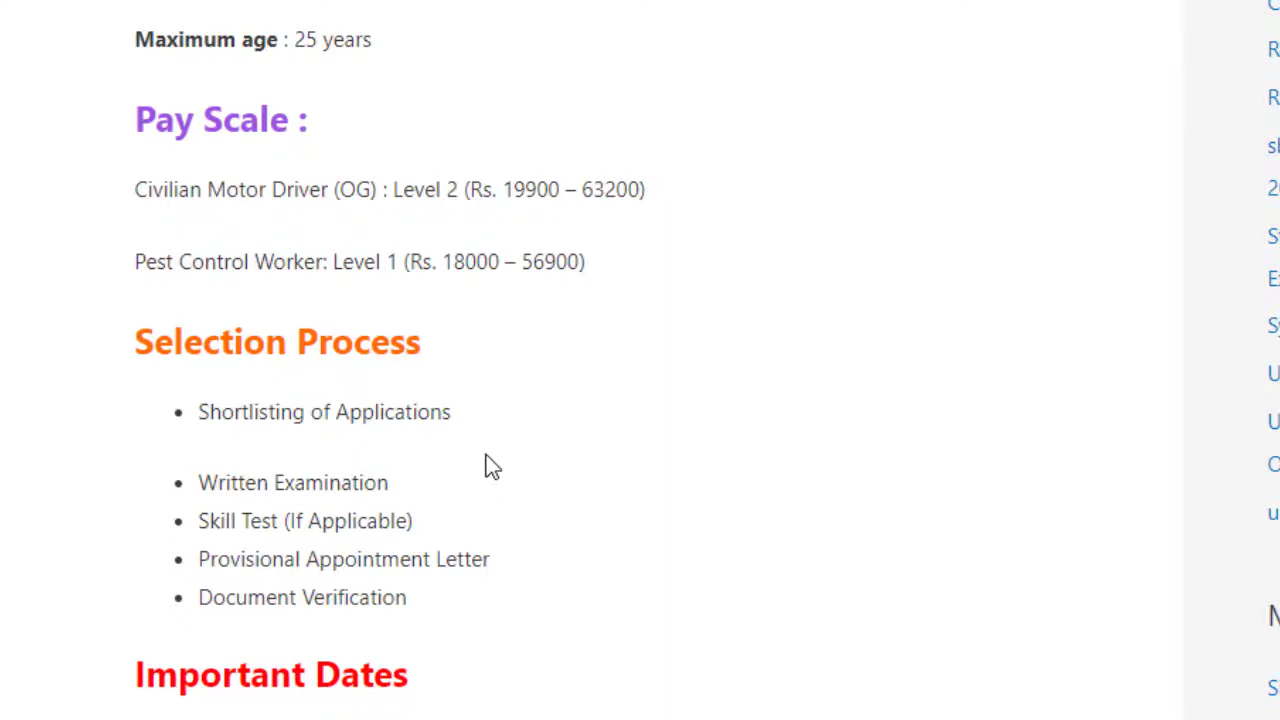 Maximum age : 25 years
Pay Scale :
Civilian Motor Driver (OG) : Level 2 (Rs. 19900 – 63200)
Pest Control Worker: Level 1 (Rs. 18000 – 56900)
Selection Process
Shortlisting of Applications
Written Examination
Skill Test (If Applicable)
Provisional Appointment Letter
Document Verification
Important Dates